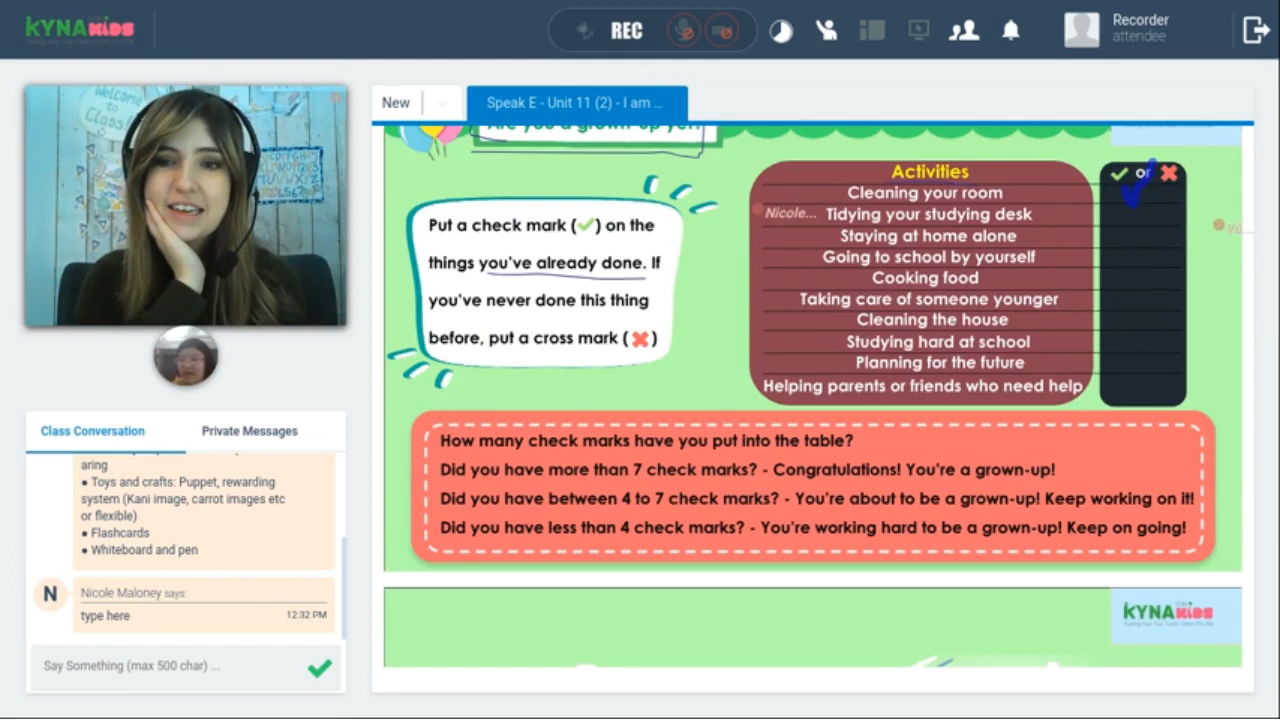 KYNA KIDS
REC
Recorder
attendee
Welcome
to
Class!
New
Speak E - Unit 11 (2) - I am ...
Are you a grown-up yet?
Put a check mark (✓) on the
things you've already done. If
you've never done this thing
before, put a cross mark (✗)
Activities
✓ or ✗
Cleaning your room
Nicole...
Tidying your studying desk
Staying at home alone
Going to school by yourself
Cooking food
Taking care of someone younger
Cleaning the house
Studying hard at school
Planning for the future
Helping parents or friends who need help
How many check marks have you put into the table?
Did you have more than 7 check marks? - Congratulations! You're a grown-up!
Did you have between 4 to 7 check marks? - You're about to be a grown-up! Keep working on it!
Did you have less than 4 check marks? - You're working hard to be a grown-up! Keep on going!
KYNA KIDS
Class Conversation
Private Messages
aring
● Toys and crafts: Puppet, rewarding
system (Kani image, carrot images etc
or flexible)
● Flashcards
● Whiteboard and pen
N
Nicole Maloney says:
type here
12:32 PM
Say Something (max 500 char) ...